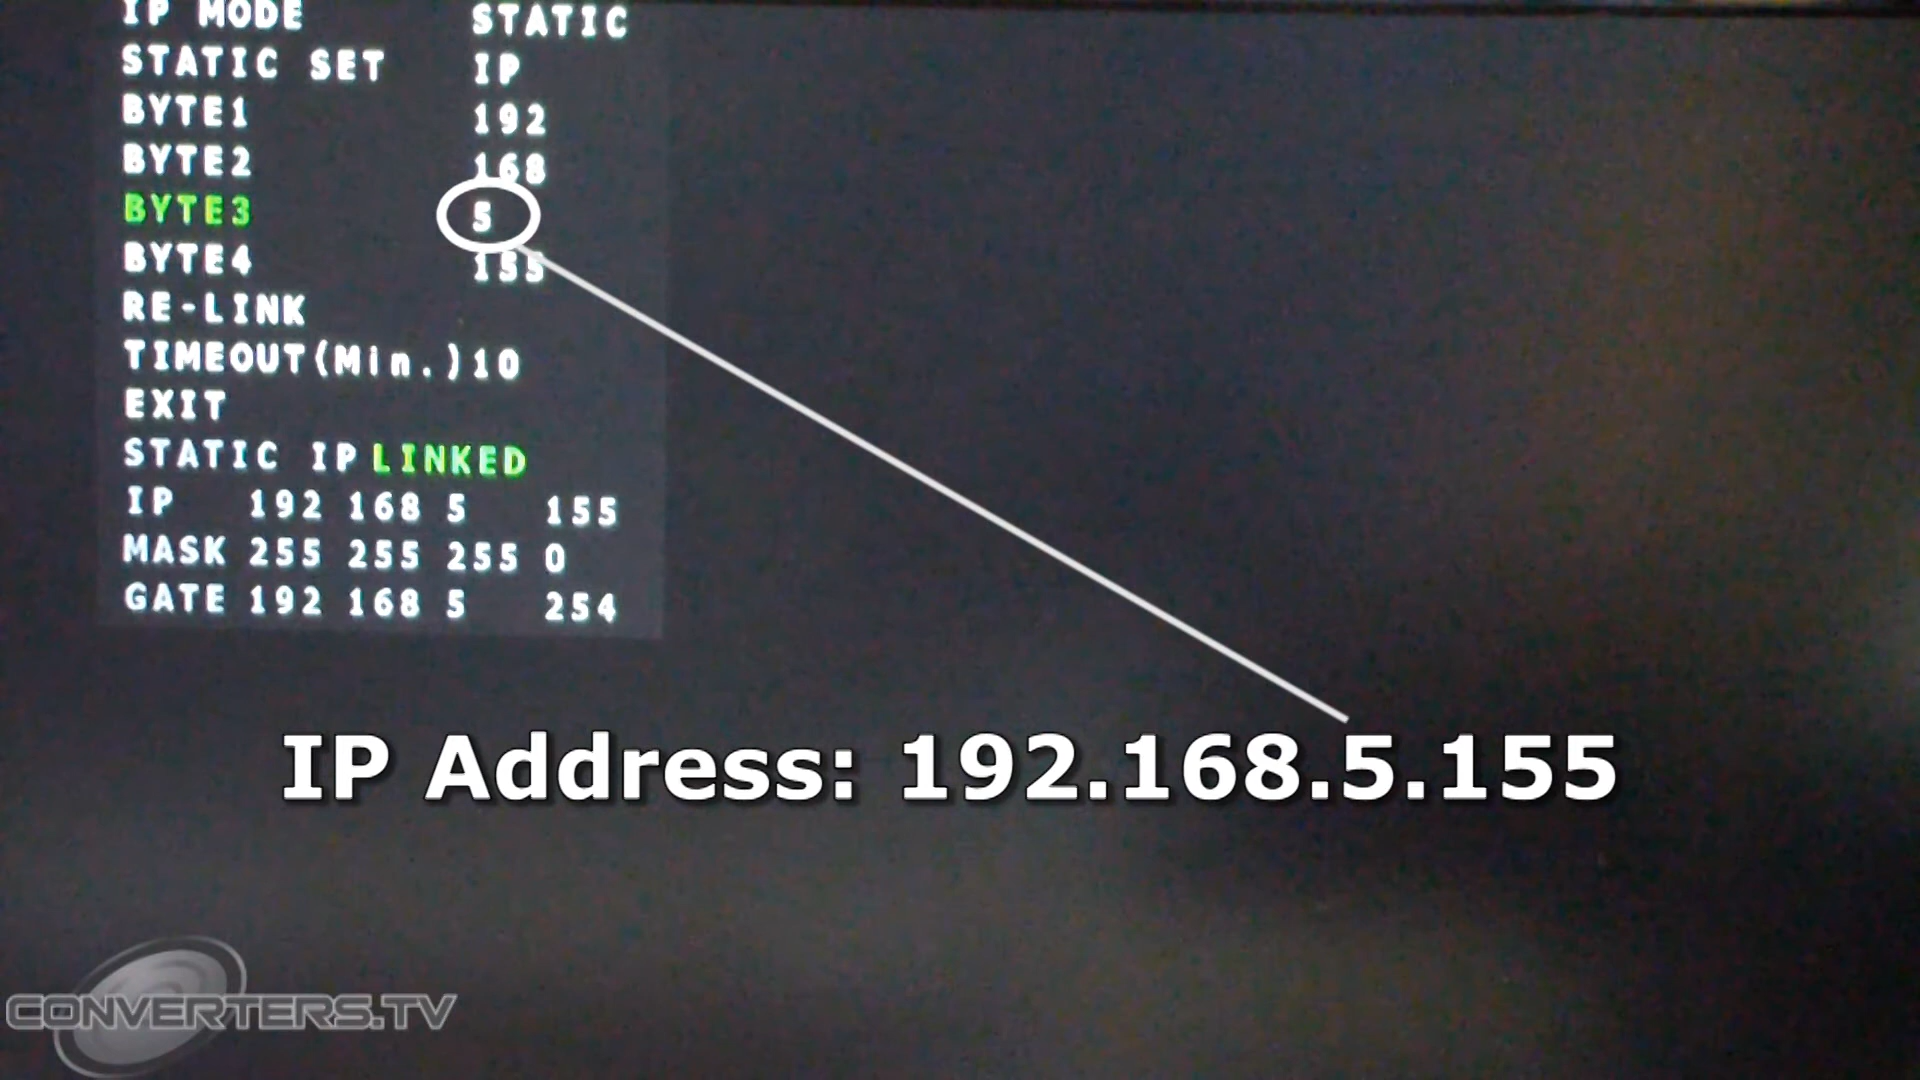 IP MODE STATIC
STATIC SET IP
BYTE1 192
BYTE2 168
BYTE3 5
BYTE4 155
RE-LINK
TIMEOUT(Min.)10
EXIT
STATIC IP LINKED
IP 192 168 5 155
MASK 255 255 255 0
GATE 192 168 5 254
IP Address: 192.168.5.155
CONVERTERS.TV